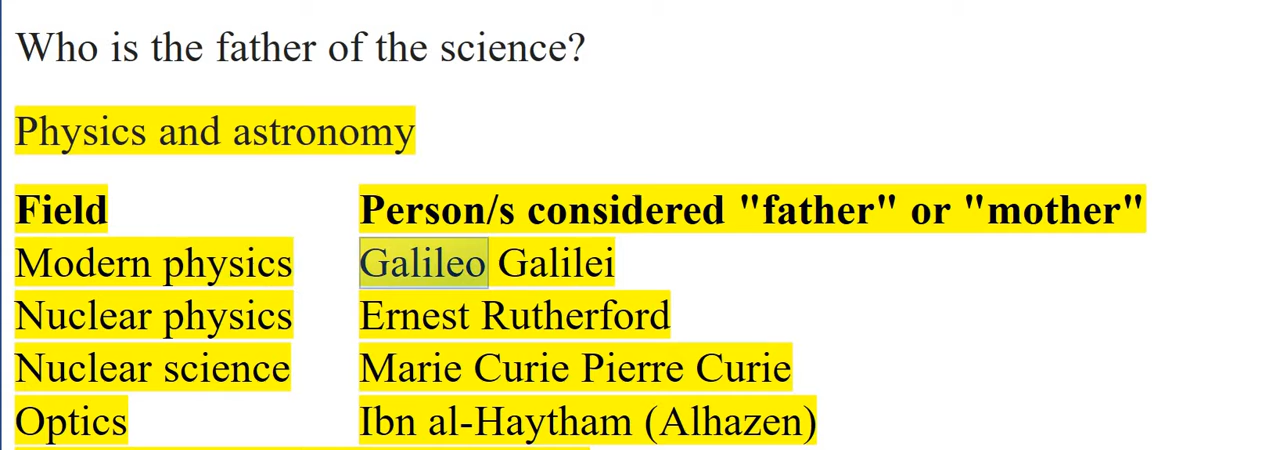 Who is the father of the science?
Physics and astronomy
Field Person/s considered "father" or "mother"
Modern physics Galileo Galilei
Nuclear physics Ernest Rutherford
Nuclear science Marie Curie Pierre Curie
Optics Ibn al-Haytham (Alhazen)